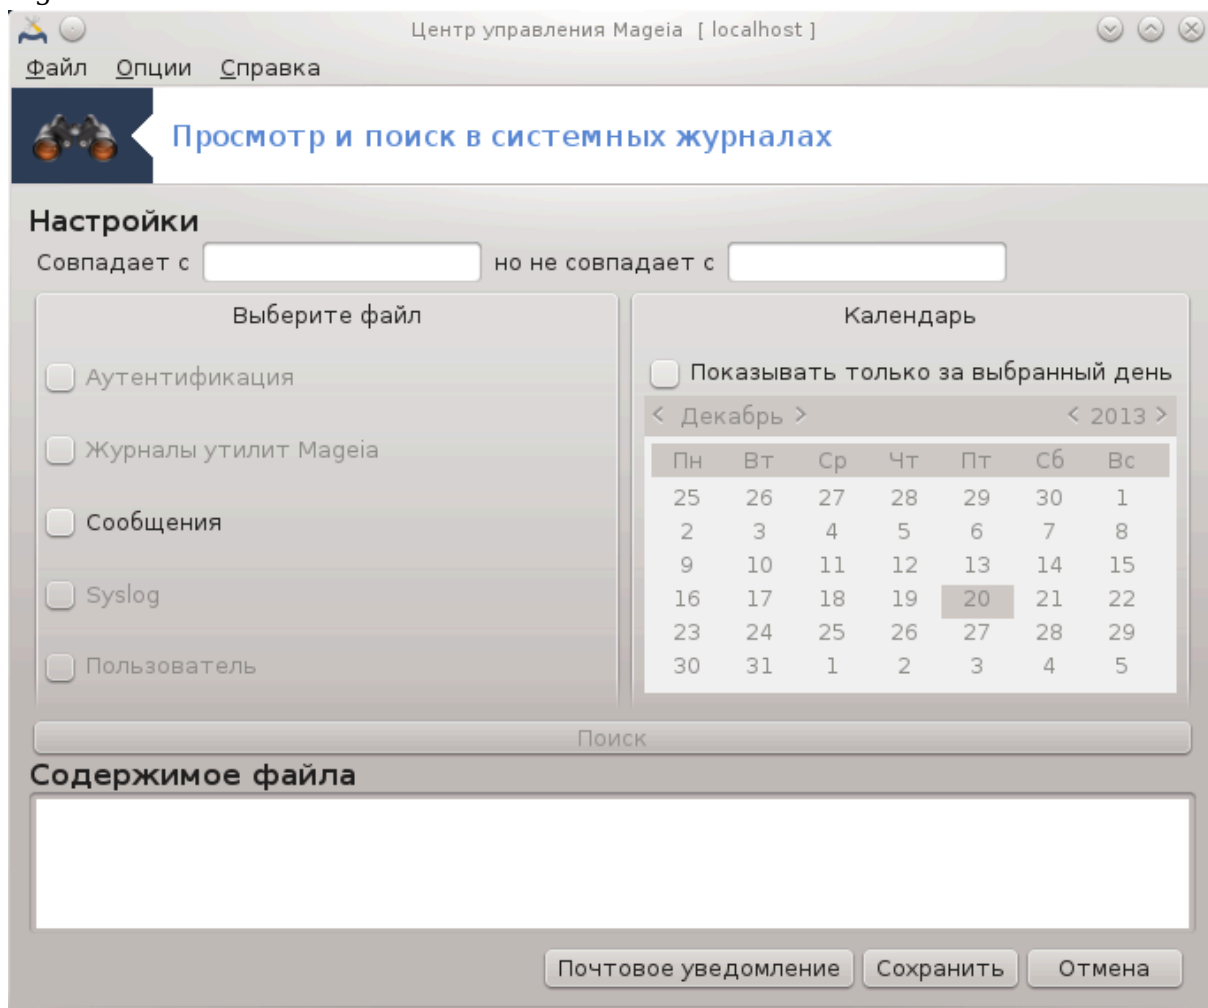 Центр управления Mageia [ localhost ]
Файл Опции Справка
Просмотр и поиск в системных журналах
Настройки
Совпадает с но не совпадает с
Выберите файл
Аутентификация
Журналы утилит Mageia
Сообщения
Syslog
Пользователь
Календарь
Показывать только за выбранный день
< Декабрь > < 2013 >
Пн Вт Ср Чт Пт Сб Вс
25 26 27 28 29 30 1
2 3 4 5 6 7 8
9 10 11 12 13 14 15
16 17 18 19 20 21 22
23 24 25 26 27 28 29
30 31 1 2 3 4 5
Поиск
Содержимое файла
Почтовое уведомление Сохранить Отмена